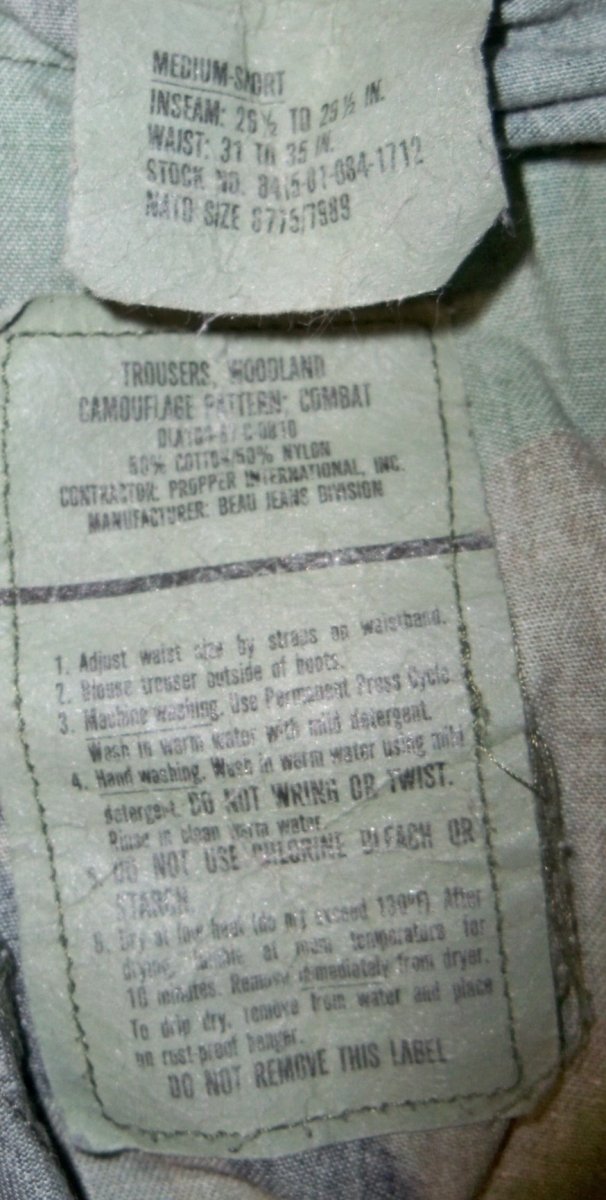 MEDIUM-SHORT
INSEAM: 26½ TO 29½ IN.
WAIST: 31 TO 35 IN.
STOCK NO. 8415-01-084-1712
NATO SIZE
TROUSERS, WOODLAND
CAMOUFLAGE PATTERN: COMBAT
50% COTTON/50% NYLON
CONTRACTOR: PROPPER INTERNATIONAL, INC.
MANUFACTURER: BEAU JEANS DIVISION
1. Adjust waist size by straps on waistband.
2. Blouse trouser outside of boots.
3. Machine washing. Use Permanent Press Cycle.
Wash in warm water with mild detergent.
4. Hand washing. Wash in warm water using mild
detergent. DO NOT WRING OR TWIST.
Rinse in clean warm water.
5. DO NOT USE CHLORINE BLEACH OR
STARCH.
6. Dry at low heat (do not exceed 130°F). After
drying, tumble at room temperature for
10 minutes. Remove immediately from dryer.
To drip dry, remove from water and place
on rust-proof hanger.
DO NOT REMOVE THIS LABEL